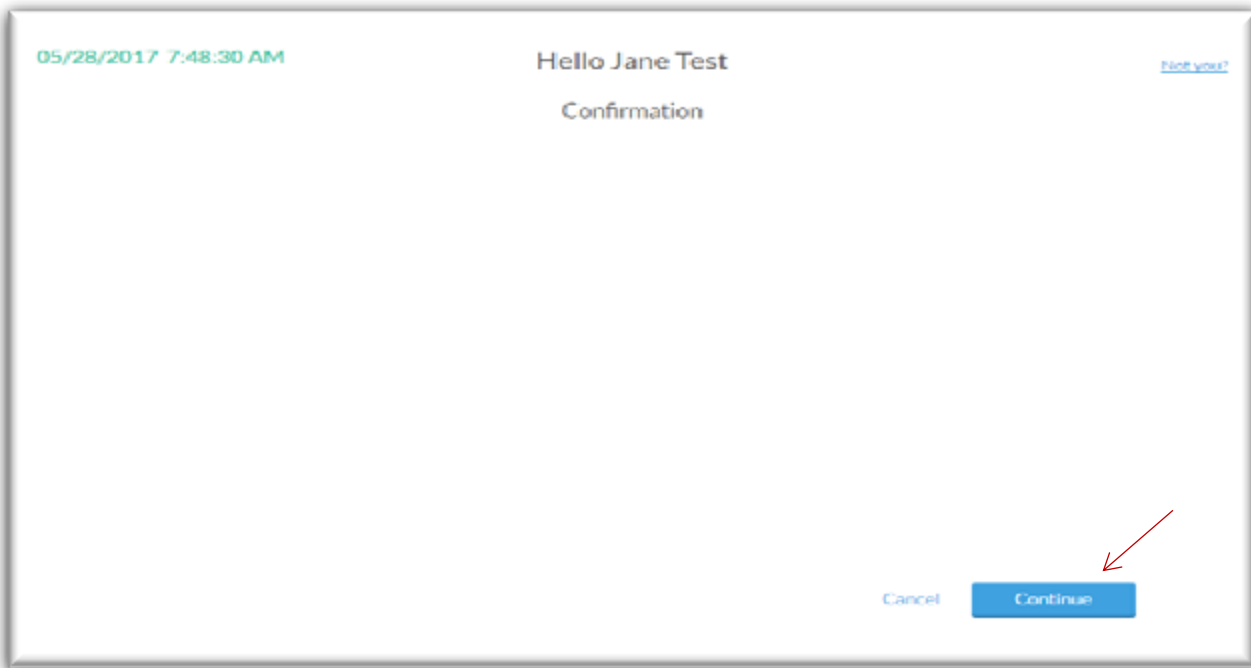 05/28/2017 7:48:30 AM
Hello Jane Test
Not you?
Confirmation
Cancel
Continue